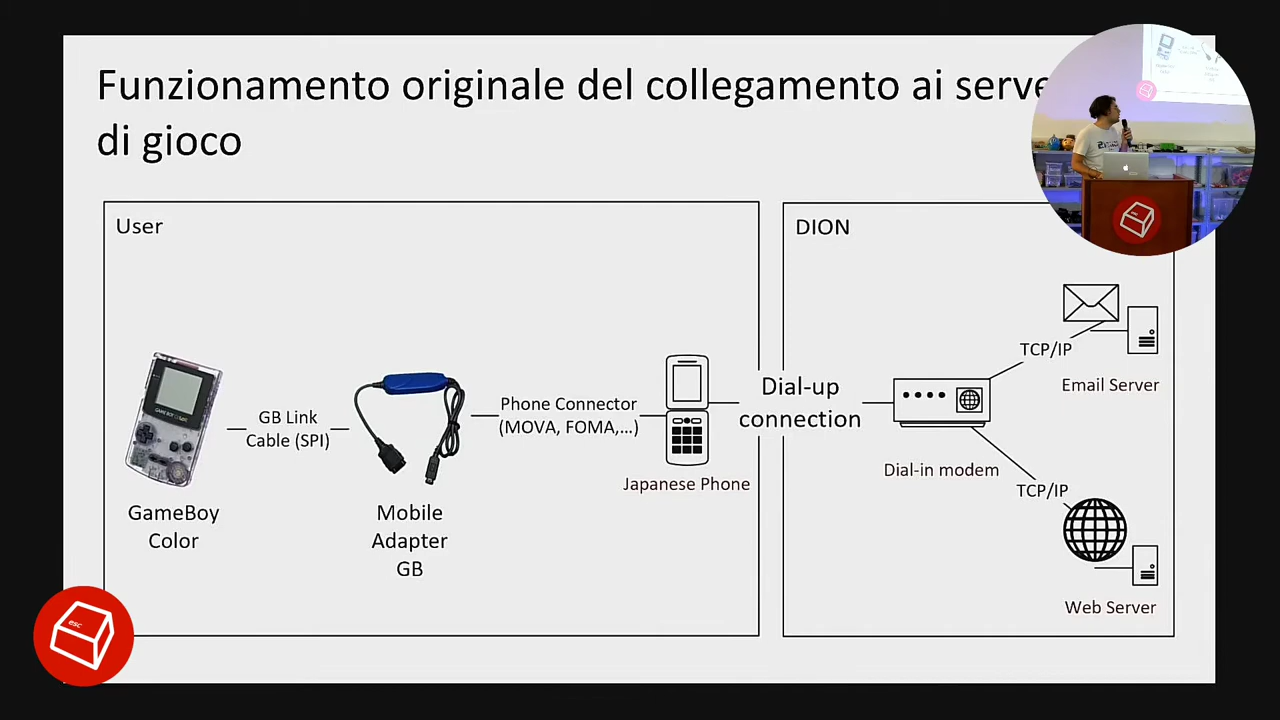 Funzionamento originale del collegamento ai serve
di gioco
User
DION
GB Link
Cable (SPI)
Phone Connector
(MOVA, FOMA,...)
Dial-up
connection
TCP/IP
Email Server
Japanese Phone
Dial-in modem
TCP/IP
GameBoy
Color
Mobile
Adapter
GB
Web Server
esc